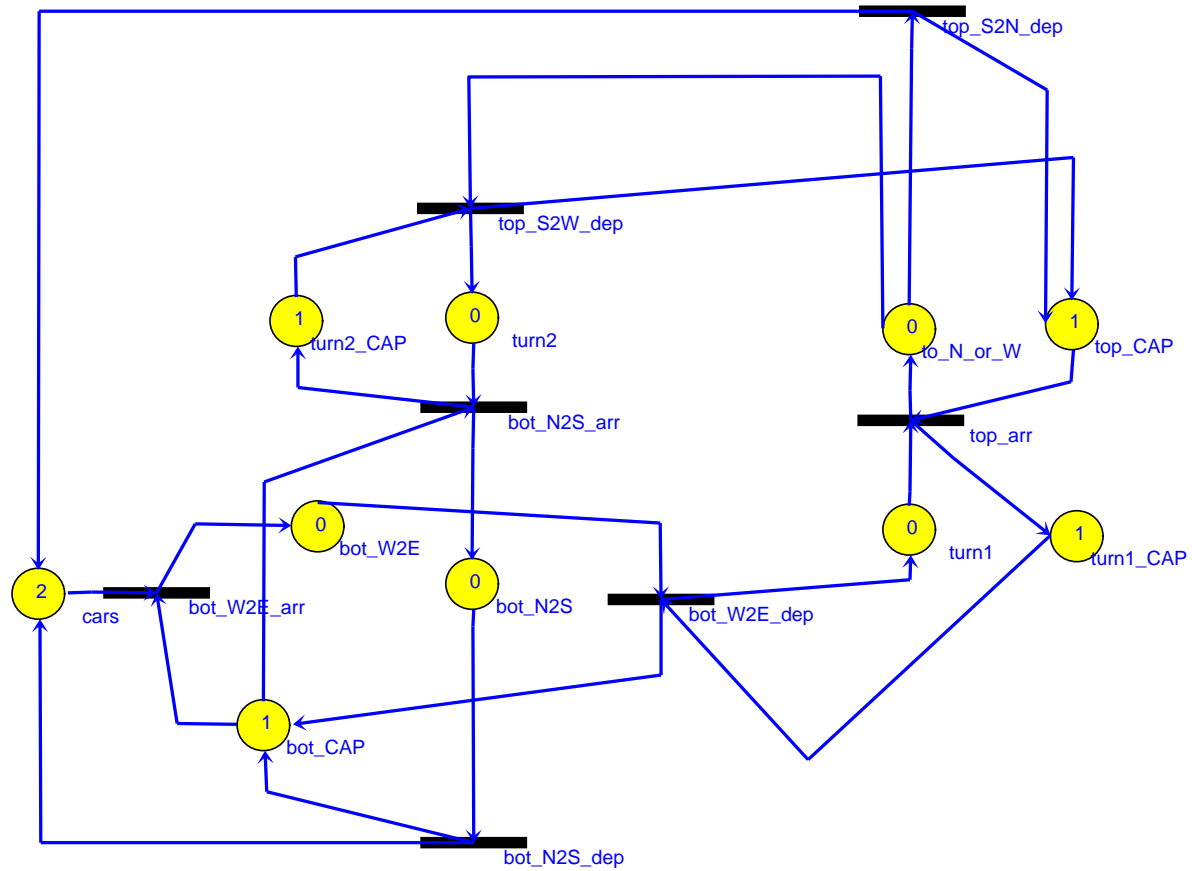 top_S2N_dep
top_S2W_dep
1
turn2_CAP
0
turn2
0
to_N_or_W
1
top_CAP
bot_N2S_arr
top_arr
0
bot_W2E
0
turn1
1
turn1_CAP
2
cars
bot_W2E_arr
0
bot_N2S
bot_W2E_dep
1
bot_CAP
bot_N2S_dep